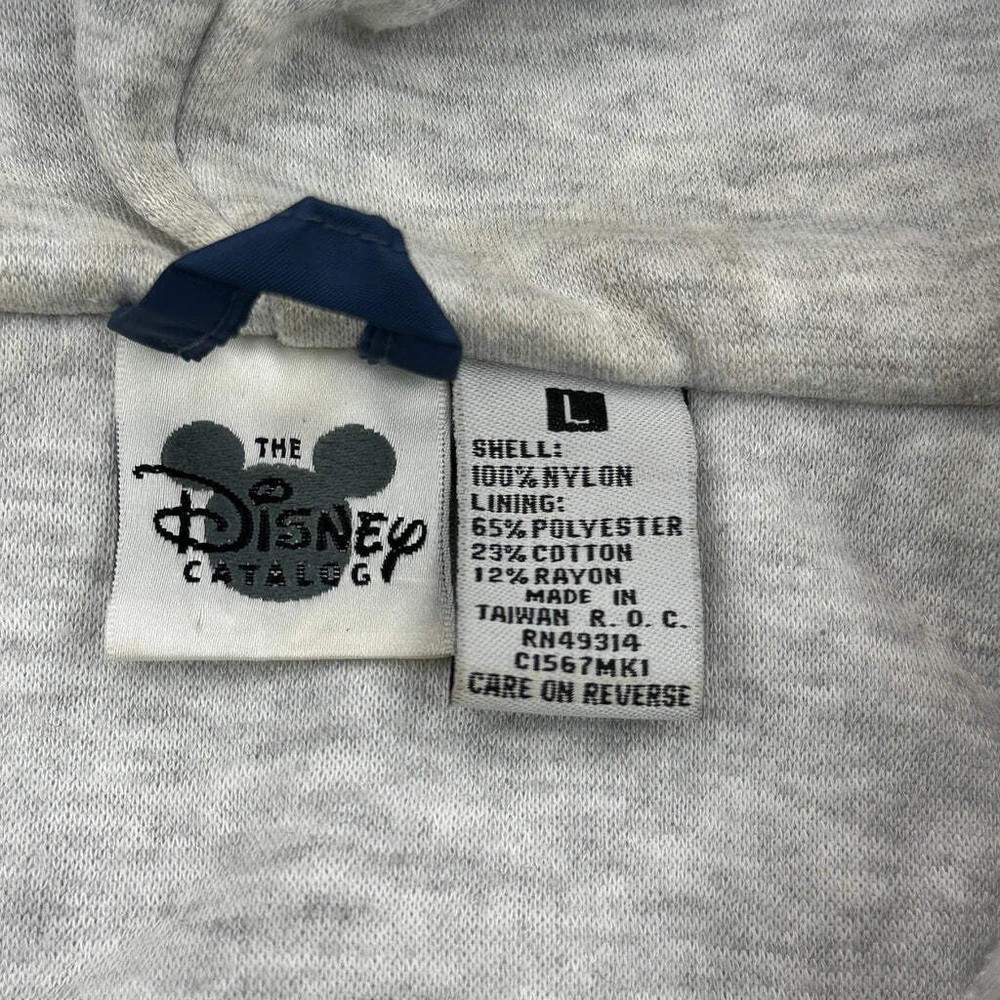 THE
Disney
CATALOG
L
SHELL:
100% NYLON
LINING:
65% POLYESTER
23% COTTON
12% RAYON
MADE IN
TAIWAN R. O. C.
RN49314
C1567MK1
CARE ON REVERSE